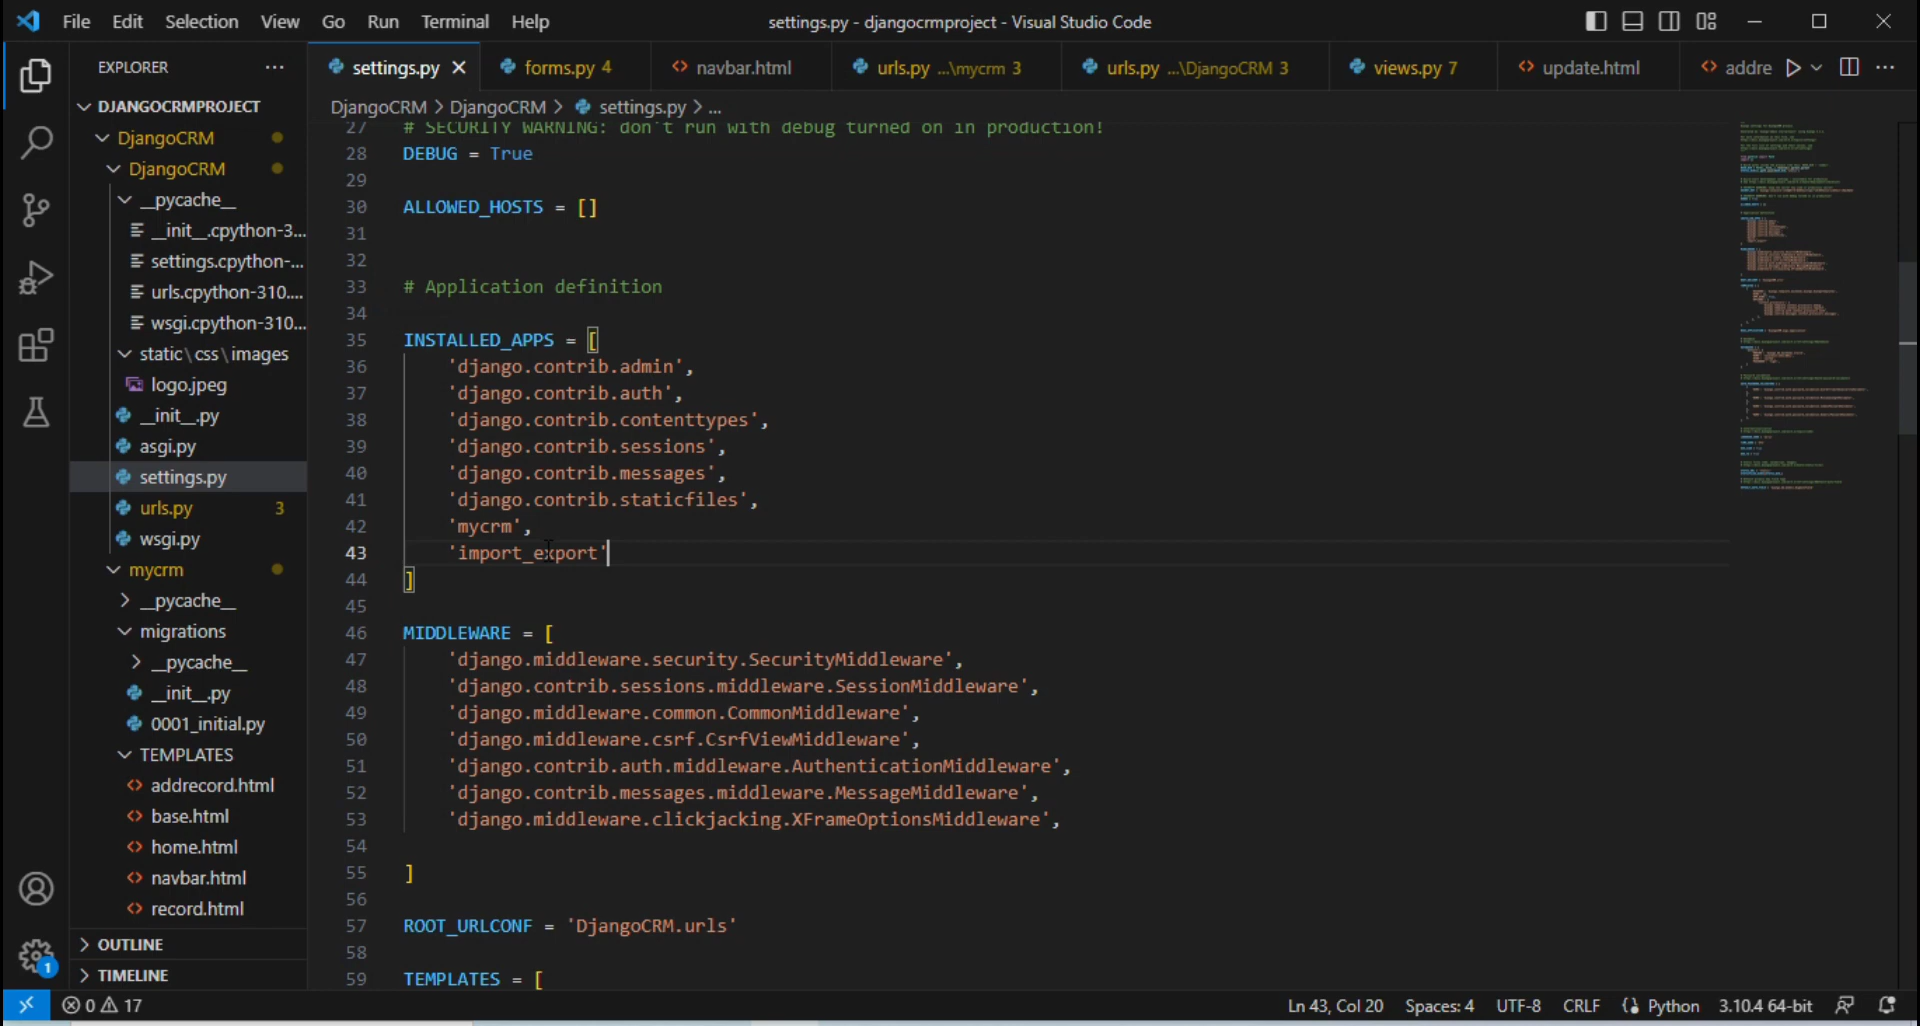 File Edit Selection View Go Run Terminal Help
settings.py - djangocrmproject - Visual Studio Code
EXPLORER
settings.py
forms.py 4
navbar.html
urls.py ...\mycrm 3
urls.py ...\DjangoCRM 3
views.py 7
update.html
addre
DJANGOCRMPROJECT
DjangoCRM
DjangoCRM
__pycache__
__init__.cpython-3...
settings.cpython-...
urls.cpython-310....
wsgi.cpython-310...
static\css\images
logo.jpeg
__init__.py
asgi.py
settings.py
urls.py 3
wsgi.py
mycrm
__pycache__
migrations
__pycache__
__init__.py
0001_initial.py
TEMPLATES
addrecord.html
base.html
home.html
navbar.html
record.html
OUTLINE
TIMELINE
DjangoCRM > DjangoCRM > settings.py > ...
27 # SECURITY WARNING: don't run with debug turned on in production!
28 DEBUG = True
29
30 ALLOWED_HOSTS = []
31
32
33 # Application definition
34
35 INSTALLED_APPS = [
36 'django.contrib.admin',
37 'django.contrib.auth',
38 'django.contrib.contenttypes',
39 'django.contrib.sessions',
40 'django.contrib.messages',
41 'django.contrib.staticfiles',
42 'mycrm',
43 'import_export'
44 ]
45
46 MIDDLEWARE = [
47 'django.middleware.security.SecurityMiddleware',
48 'django.contrib.sessions.middleware.SessionMiddleware',
49 'django.middleware.common.CommonMiddleware',
50 'django.middleware.csrf.CsrfViewMiddleware',
51 'django.contrib.auth.middleware.AuthenticationMiddleware',
52 'django.contrib.messages.middleware.MessageMiddleware',
53 'django.middleware.clickjacking.XFrameOptionsMiddleware',
54
55 ]
56
57 ROOT_URLCONF = 'DjangoCRM.urls'
58
59 TEMPLATES = [
1
0 17
Ln 43, Col 20 Spaces: 4 UTF-8 CRLF Python 3.10.4 64-bit